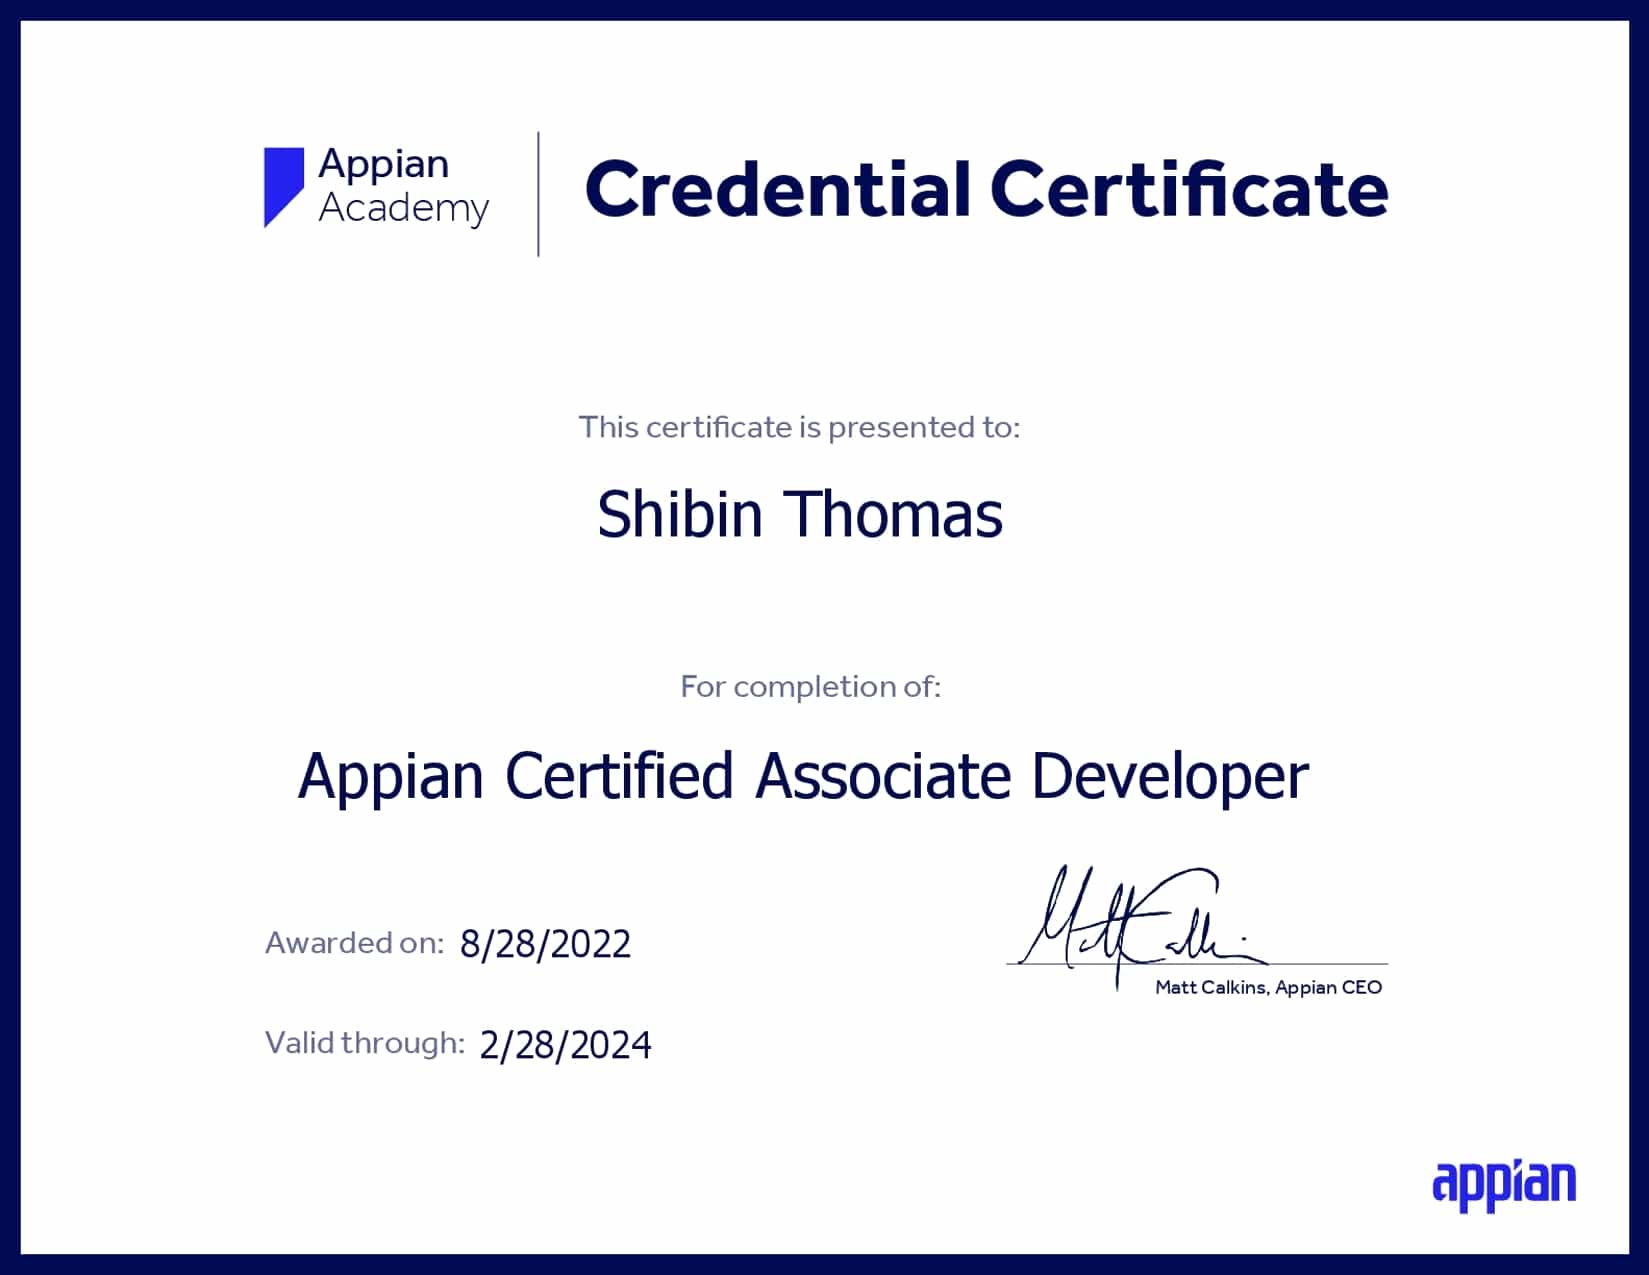 Appian
Academy
Credential Certificate
This certificate is presented to:
Shibin Thomas
For completion of:
Appian Certified Associate Developer
Awarded on: 8/28/2022
Matt Calkins
Matt Calkins, Appian CEO
Valid through: 2/28/2024
appian